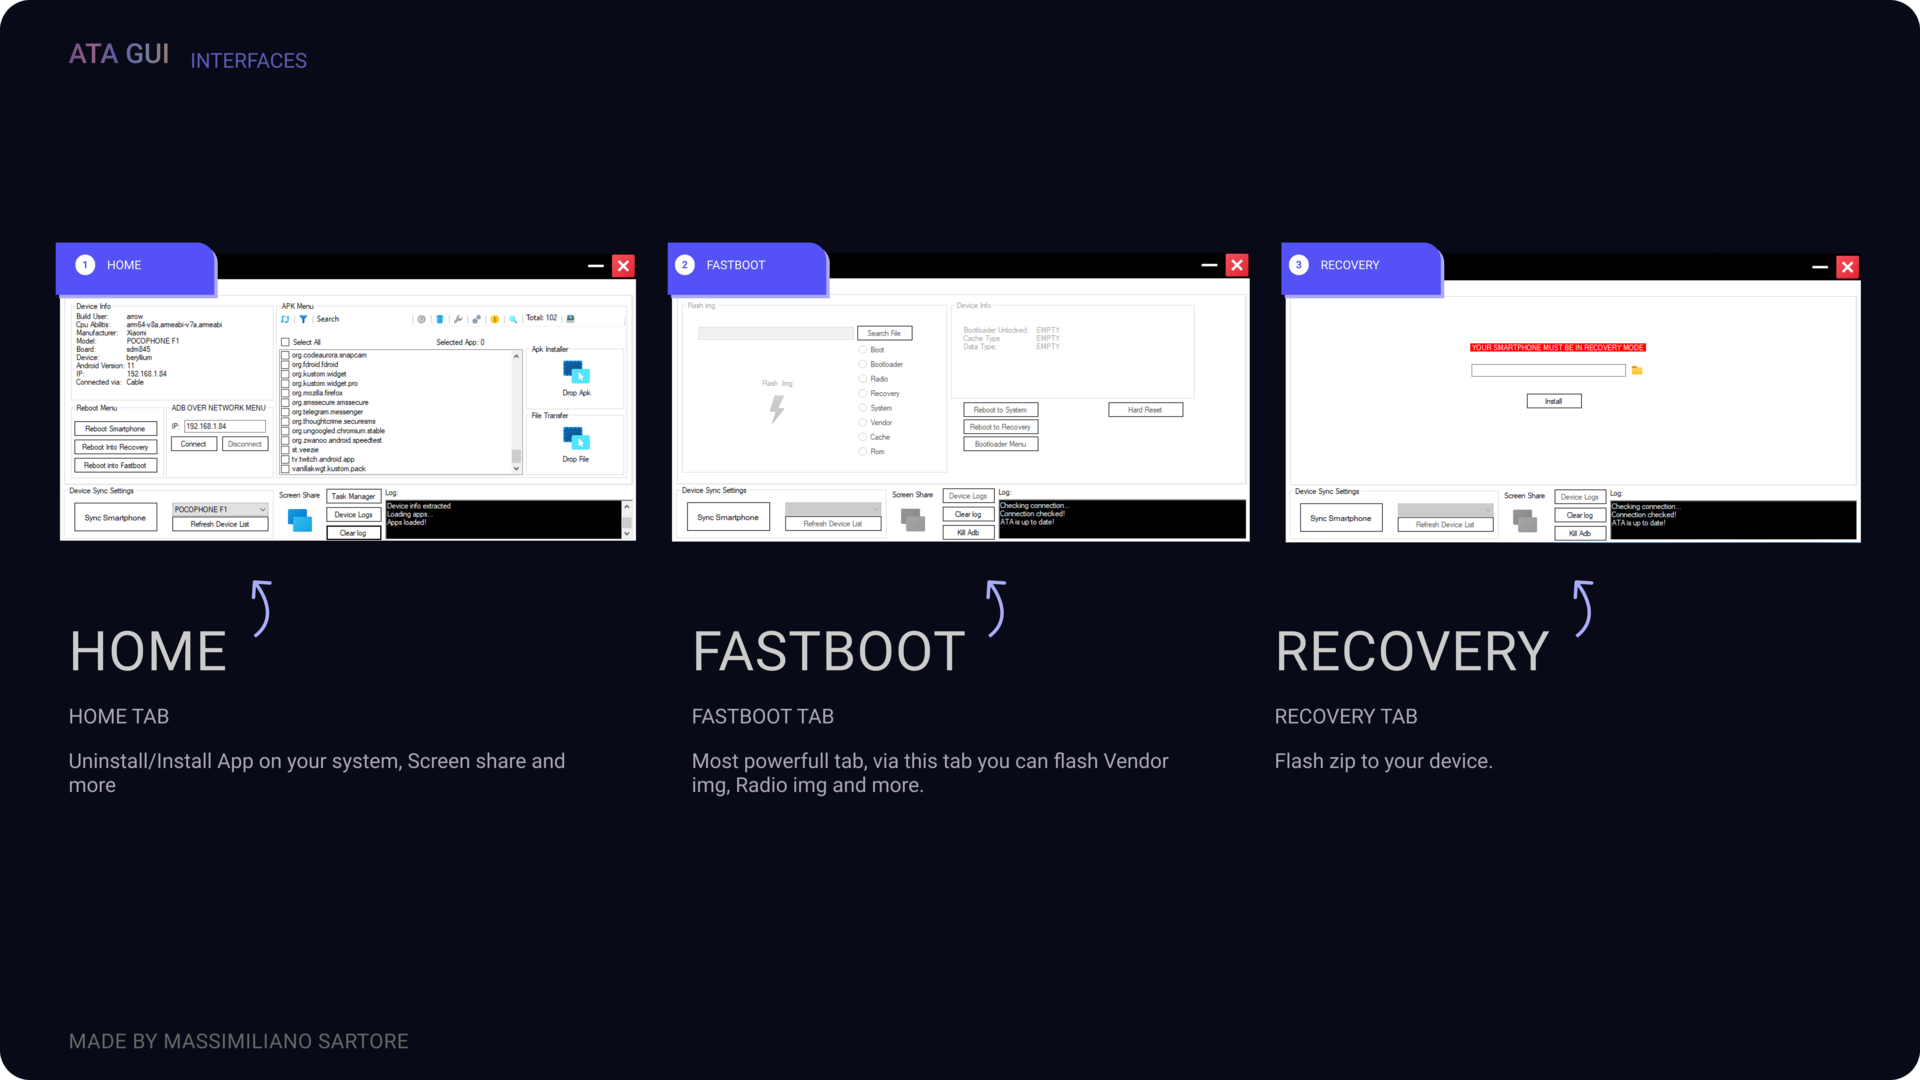 ATA GUI INTERFACES
1 HOME
Device Info
Build User: arrow
Cpu Abilitis: arm64-v8a,armeabi-v7a,armeabi
Manufacturer: Xiaomi
Model: POCOPHONE F1
Board: sdm845
Device: beryllium
Android Version: 11
IP: 192.168.1.84
Connected via: Cable
Reboot Menu
Reboot Smartphone
Reboot Into Recovery
Reboot into Fastboot
ADB OVER NETWORK MENU
IP: 192.168.1.84
Connect Disconnect
APK Menu
Search Total: 102
Select All Selected App: 0
org.codeaurora.snapcam
org.fdroid.fdroid
org.kustom.widget
org.kustom.widget.pro
org.mozilla.firefox
org.smssecure.smssecure
org.telegram.messenger
org.thoughtcrime.securesms
org.ungoogled.chromium.stable
org.zwanoo.android.speedtest
st.veezie
tv.twitch.android.app
vanillakwgt.kustom.pack
Apk Installer
Drop Apk
File Transfer
Drop File
Device Sync Settings
Sync Smartphone
POCOPHONE F1
Refresh Device List
Screen Share
Task Manager
Device Logs
Clear log
Log:
Device info extracted
Loading apps...
Apps loaded!
2 FASTBOOT
Flash img
Search File
Boot
Bootloader
Radio
Recovery
System
Vendor
Cache
Rom
Flash .Img
Device Info
Bootloader Unlocked: EMPTY
Cache Type EMPTY
Data Type: EMPTY
Reboot to System
Reboot to Recovery
Bootloader Menu
Hard Reset
Device Sync Settings
Sync Smartphone
Refresh Device List
Screen Share
Device Logs
Clear log
Kill Adb
Log:
Checking connection...
Connection checked!
ATA is up to date!
3 RECOVERY
YOUR SMARTPHONE MUST BE IN RECOVERY MODE
Install
Device Sync Settings
Sync Smartphone
Refresh Device List
Screen Share
Device Logs
Clear log
Kill Adb
Log:
Checking connection...
Connection checked!
ATA is up to date!
HOME
HOME TAB
Uninstall/Install App on your system, Screen share and
more
FASTBOOT
FASTBOOT TAB
Most powerfull tab, via this tab you can flash Vendor
img, Radio img and more.
RECOVERY
RECOVERY TAB
Flash zip to your device.
MADE BY MASSIMILIANO SARTORE